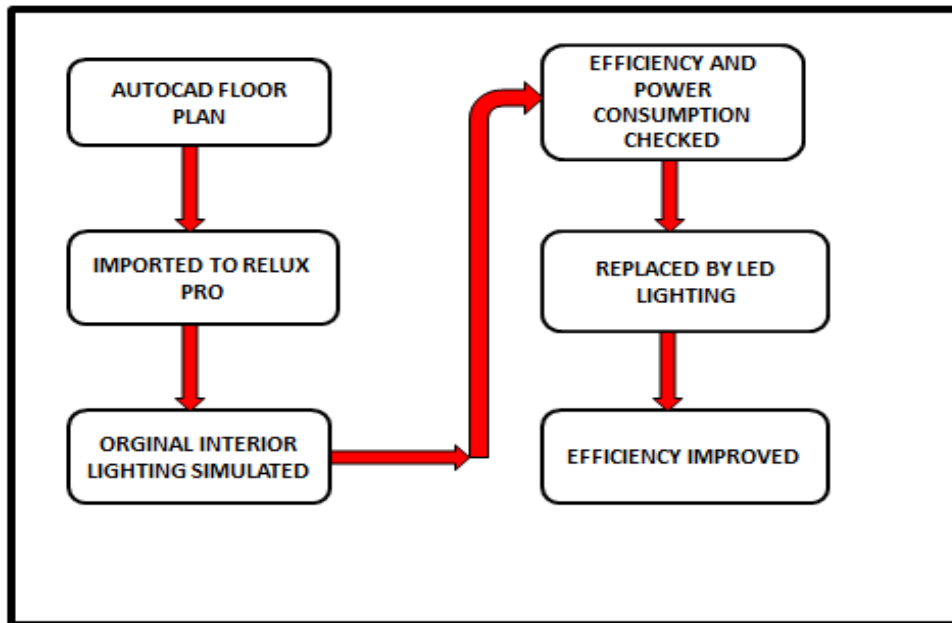 AUTOCAD FLOOR
PLAN
IMPORTED TO RELUX
PRO
ORGINAL INTERIOR
LIGHTING SIMULATED
EFFICIENCY AND
POWER
CONSUMPTION
CHECKED
REPLACED BY LED
LIGHTING
EFFICIENCY IMPROVED